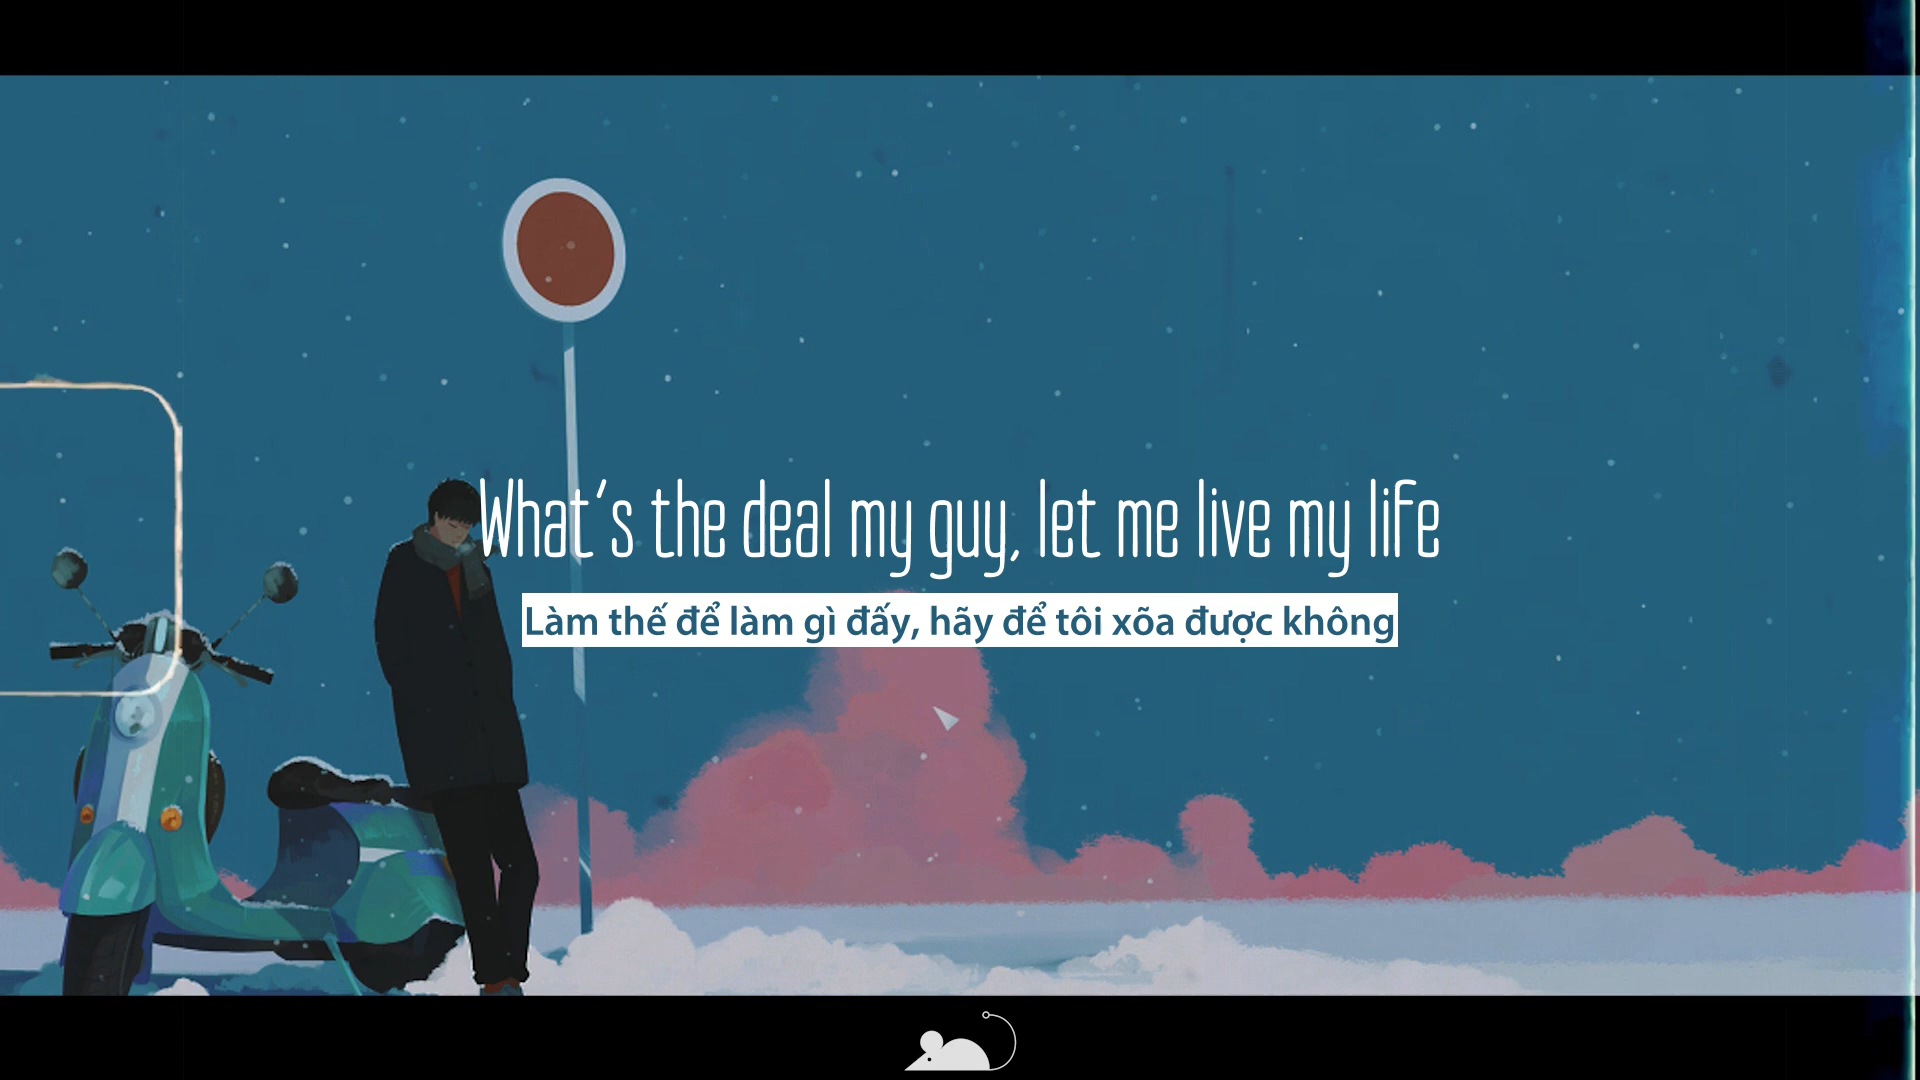 What's the deal my guy, let me live my life
Làm thế để làm gì đấy, hãy để tôi xõa được không